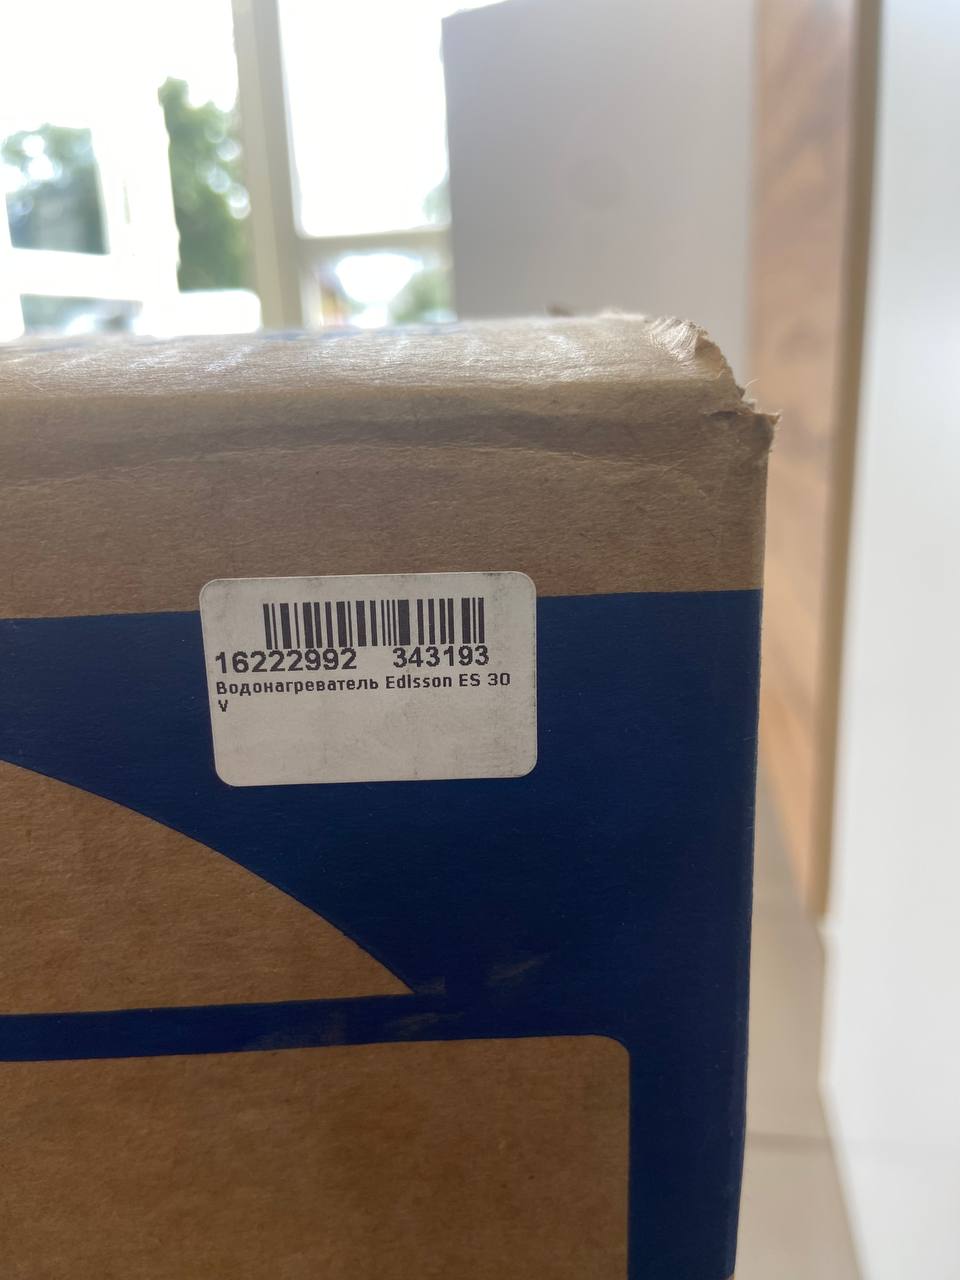 16222992 343193
Водонагреватель Edisson ES 30
V